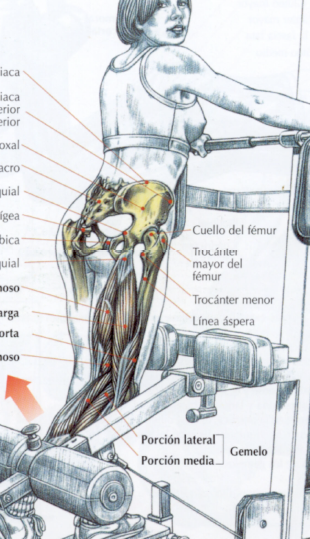 iaca
iaca
erior
erior
oxal
acro
quial
ígea
bica
quial
noso
arga
orta
noso
Cuello del fémur
Trocánter
mayor del
fémur
Trocánter menor
Línea áspera
Porción lateral
Porción media
Gemelo